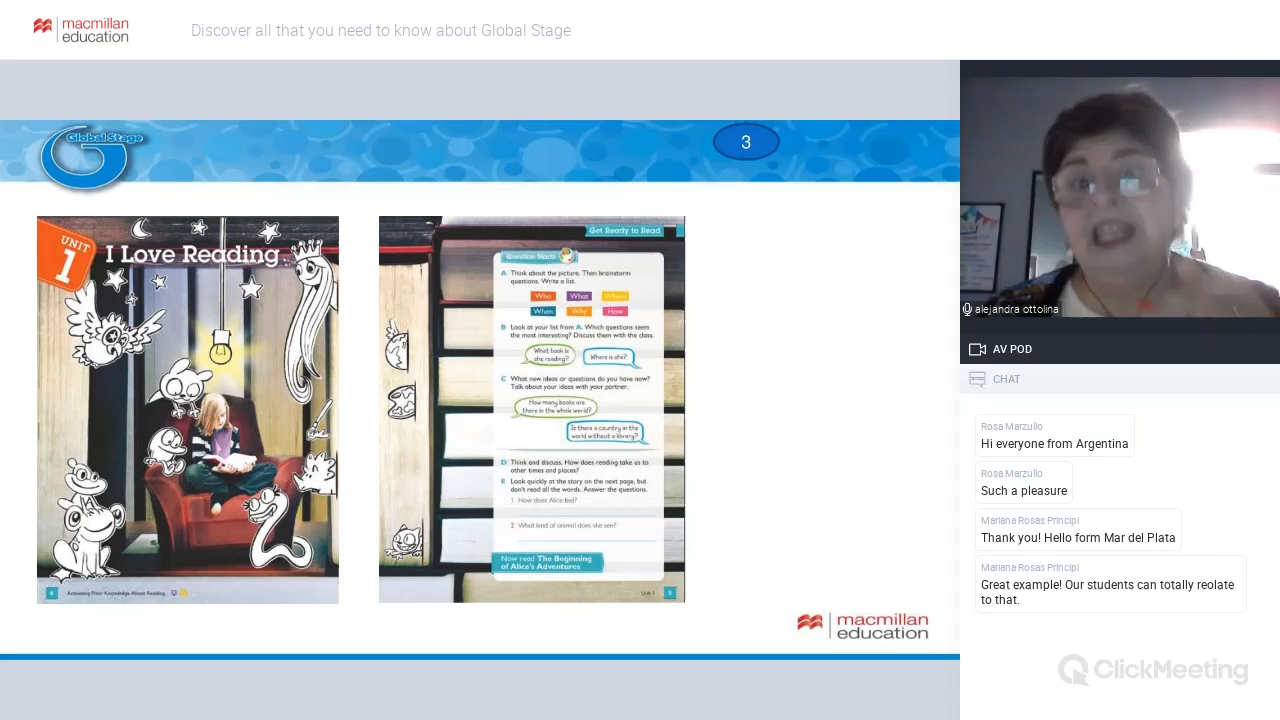 macmillan
education
Discover all that you need to know about Global Stage
Global Stage
3
UNIT
1
I Love Reading
6
Activating Prior Knowledge About Reading
Get Ready to Read
Question Starts
A Think about the picture. Then brainstorm
questions. Write a list.
Who What Where
When Why How
B Look at your list from A. Which questions seem
the most interesting? Discuss them with the class.
What book is
she reading?
Where is she?
C What new ideas or questions do you have now?
Talk about your ideas with your partner.
How many books are
there in the whole world?
Is there a country in the
world without a library?
D Think and discuss. How does reading take us to
other times and places?
E Look quickly at the story on the next page, but
don't read all the words. Answer the questions.
1 How does Alice feel?
2 What kind of animal does she see?
Now read The Beginning
of Alice's Adventures
Unit 1
macmillan
education
alejandra ottolina
AV POD
CHAT
Rosa Marzullo
Hi everyone from Argentina
Rosa Marzullo
Such a pleasure
Mariana Rosas Principi
Thank you! Hello form Mar del Plata
Mariana Rosas Principi
Great example! Our students can totally reolate
to that.
ClickMeeting